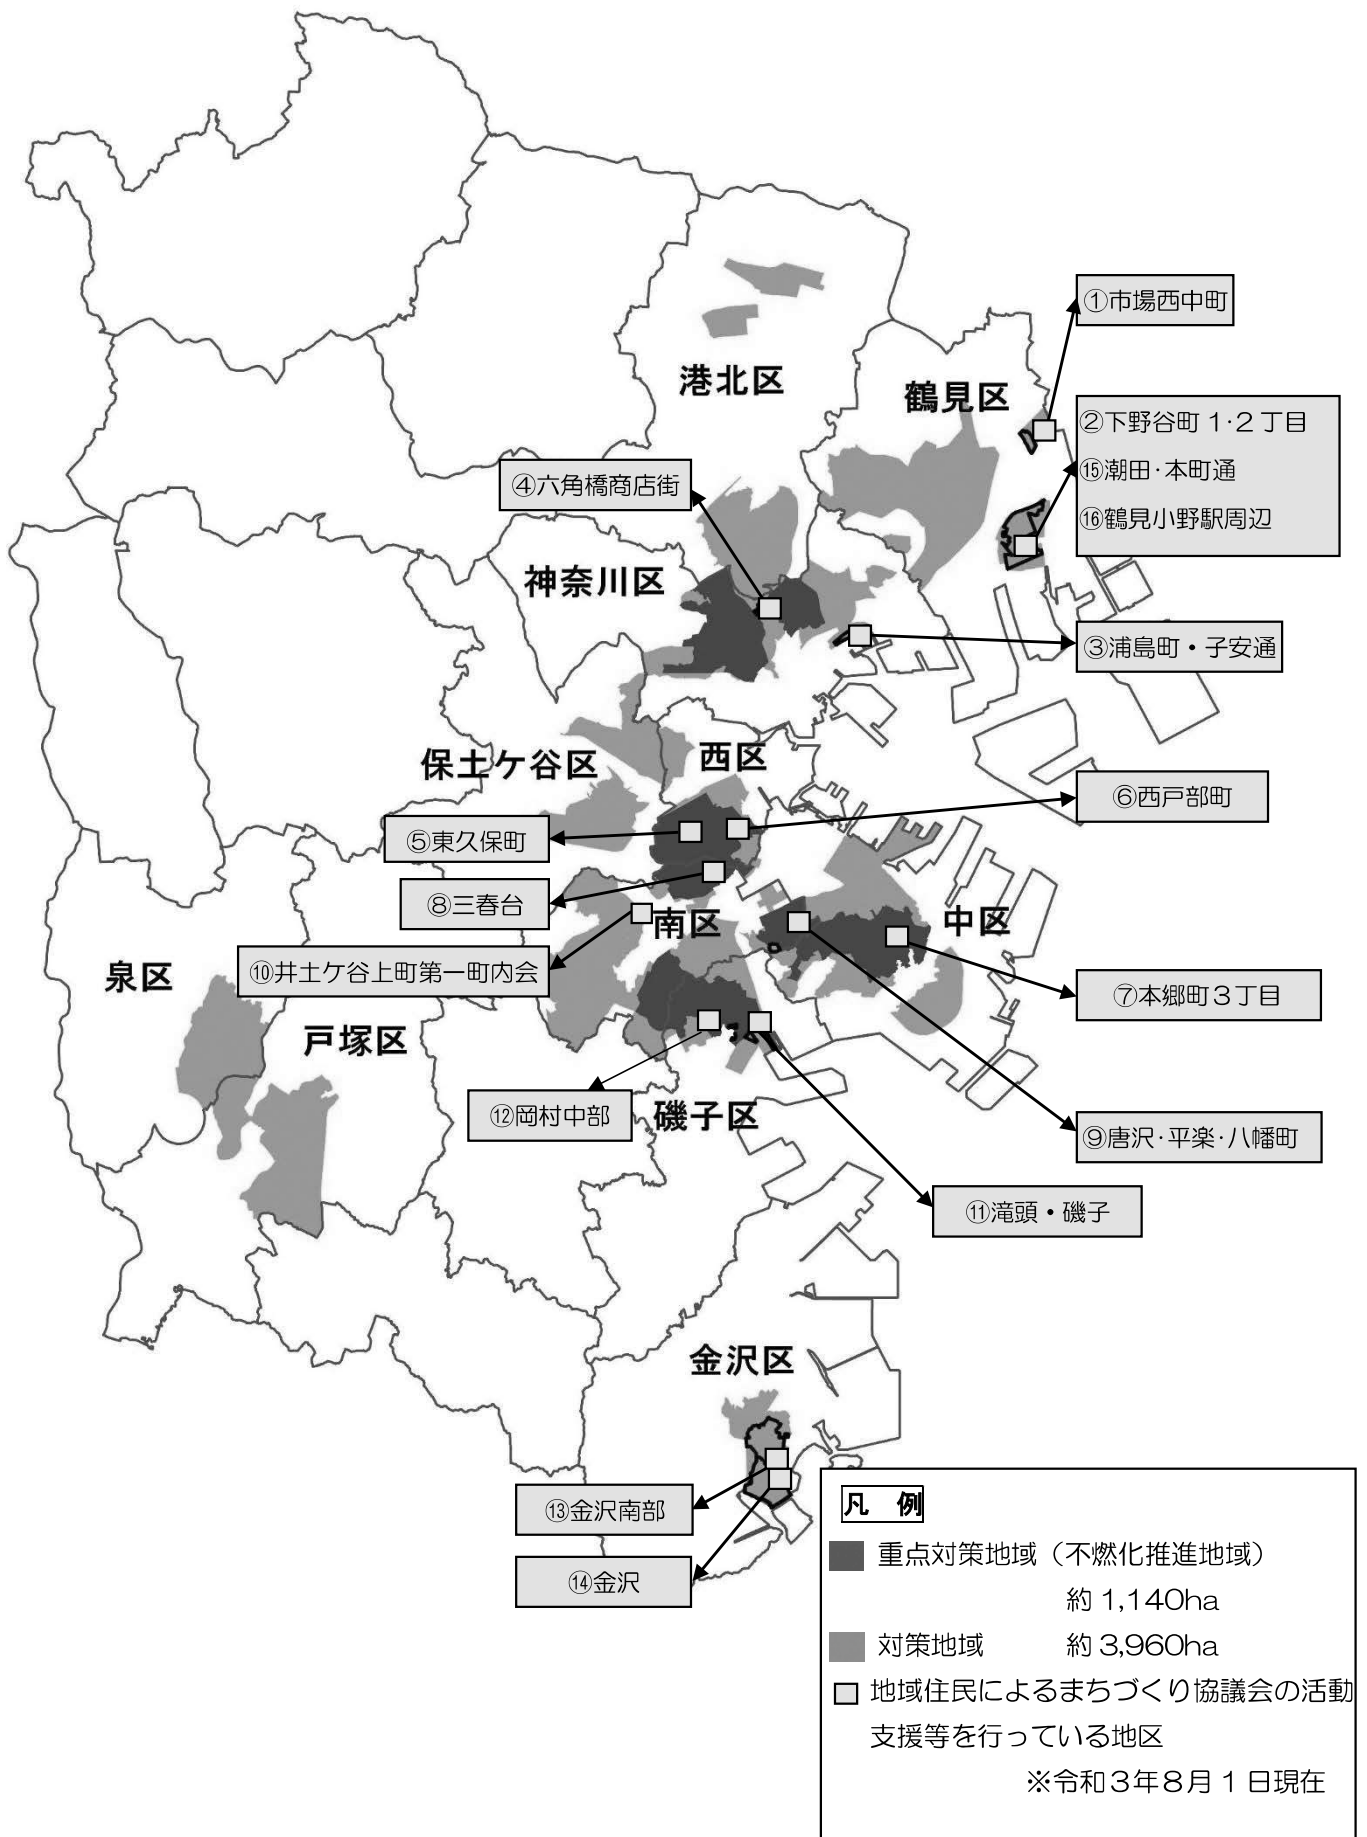 ①市場西中町
港北区
鶴見区
②下野谷町 1・2 丁目
⑮潮田・本町通
⑯鶴見小野駅周辺
④六角橋商店街
神奈川区
③浦島町・子安通
保土ケ谷区
西区
⑥西戸部町
⑤東久保町
⑧三春台
南区
中区
⑩井土ケ谷上町第一町内会
泉区
⑦本郷町３丁目
戸塚区
⑫岡村中部
磯子区
⑨唐沢・平楽・八幡町
⑪滝頭・磯子
金沢区
⑬金沢南部
⑭金沢
凡 例
重点対策地域（不燃化推進地域）
約 1,140ha
対策地域 約 3,960ha
地域住民によるまちづくり協議会の活動
支援等を行っている地区
※令和３年８月１日現在